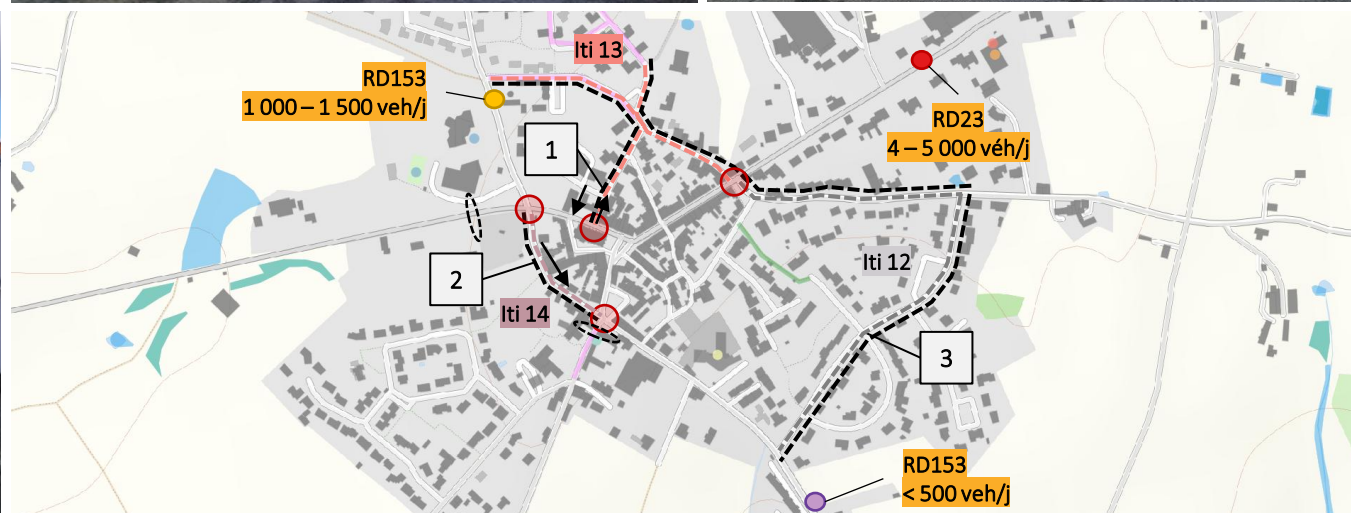 Iti 13
RD153
1 000 – 1 500 veh/j
RD23
4 – 5 000 véh/j
1
Iti 12
2
Iti 14
3
RD153
< 500 veh/j